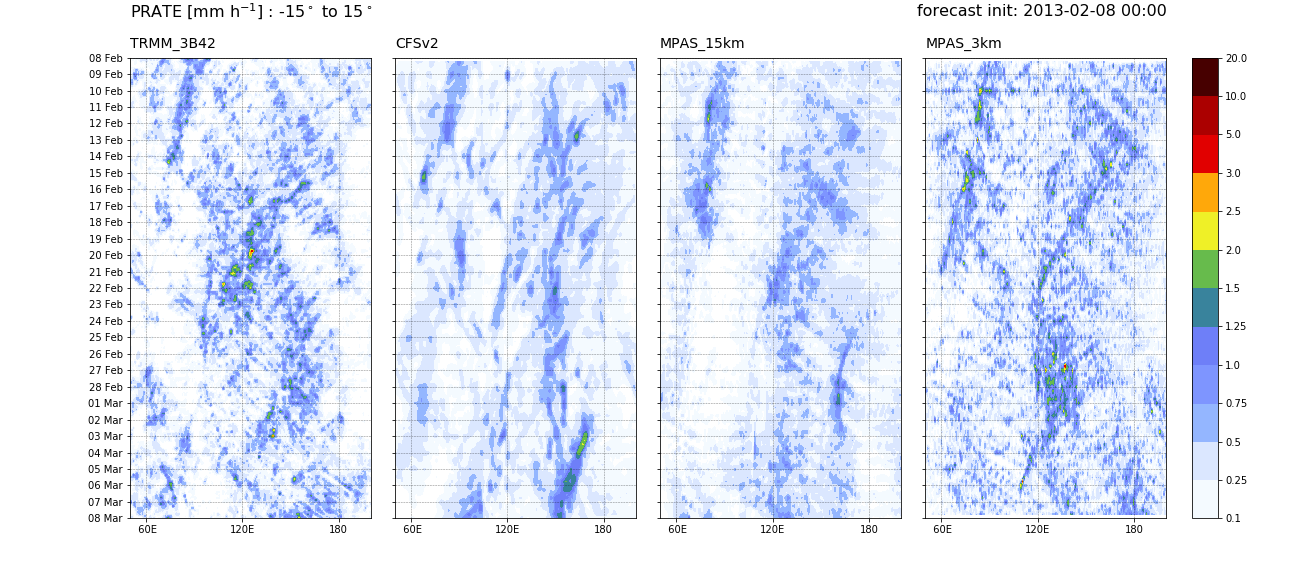 PRATE [mm h⁻¹] : -15° to 15°
forecast init: 2013-02-08 00:00
TRMM_3B42
CFSv2
MPAS_15km
MPAS_3km
08 Feb
09 Feb
10 Feb
11 Feb
12 Feb
13 Feb
14 Feb
15 Feb
16 Feb
17 Feb
18 Feb
19 Feb
20 Feb
21 Feb
22 Feb
23 Feb
24 Feb
25 Feb
26 Feb
27 Feb
28 Feb
01 Mar
02 Mar
03 Mar
04 Mar
05 Mar
06 Mar
07 Mar
08 Mar
60E 120E 180
60E 120E 180
60E 120E 180
60E 120E 180
20.0
10.0
5.0
3.0
2.5
2.0
1.5
1.25
1.0
0.75
0.5
0.25
0.1